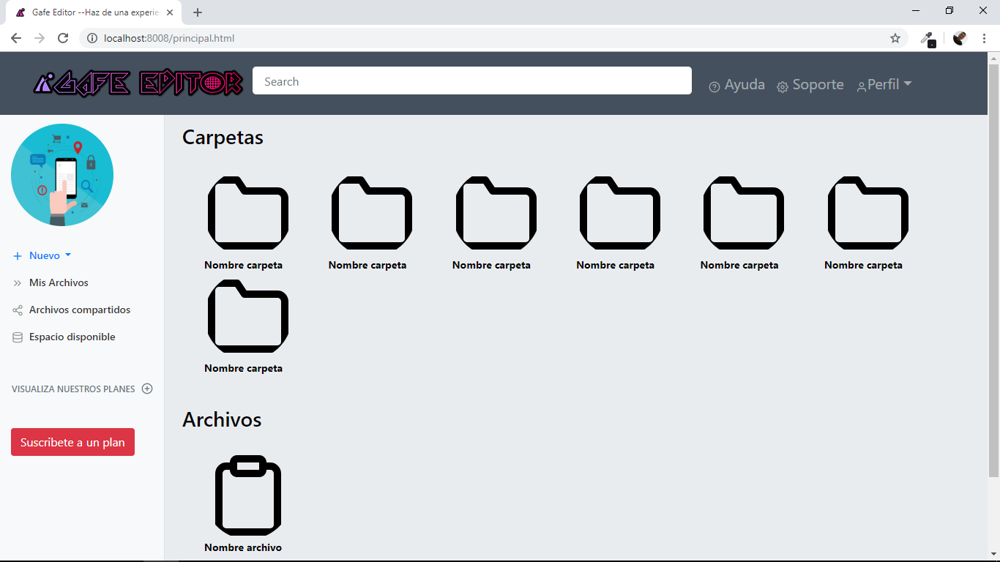 Gafe Editor --Haz de una experie
localhost:8008/principal.html
GAFE EDITOR
Search
Ayuda
Soporte
Perfil
Carpetas
Nombre carpeta
Nombre carpeta
Nombre carpeta
Nombre carpeta
Nombre carpeta
Nombre carpeta
Nombre carpeta
Nuevo
Mis Archivos
Archivos compartidos
Espacio disponible
VISUALIZA NUESTROS PLANES
Suscribete a un plan
Archivos
Nombre archivo